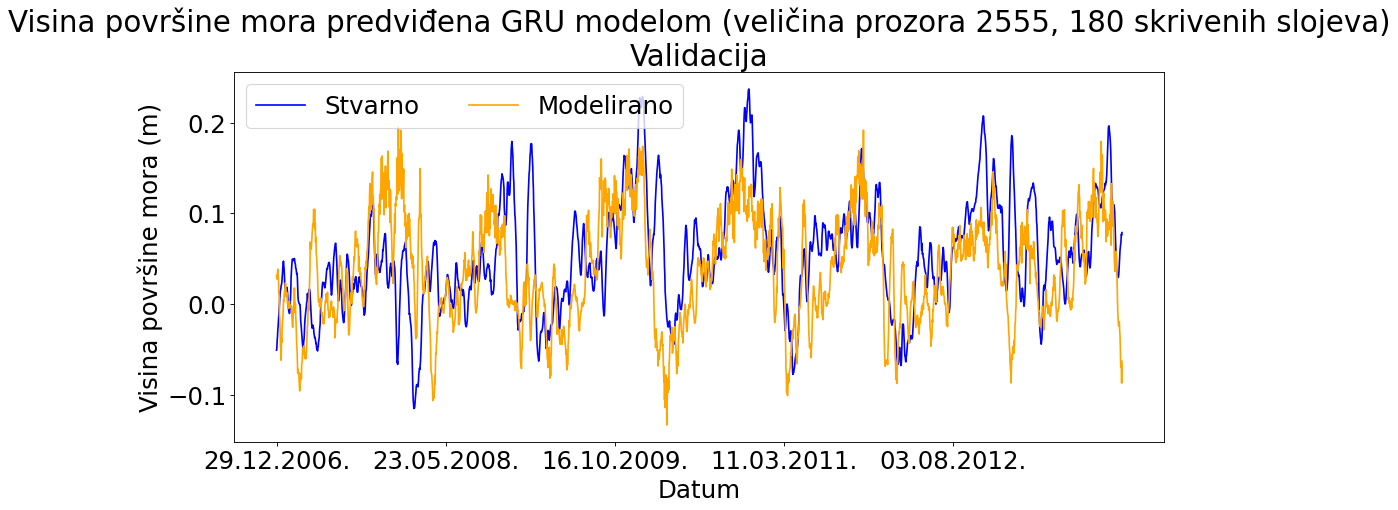 Visina površine mora predviđena GRU modelom (veličina prozora 2555, 180 skrivenih slojeva)
Validacija
Stvarno
Modelirano
Visina površine mora (m)
0.2
0.1
0.0
−0.1
29.12.2006.
23.05.2008.
16.10.2009.
11.03.2011.
03.08.2012.
Datum